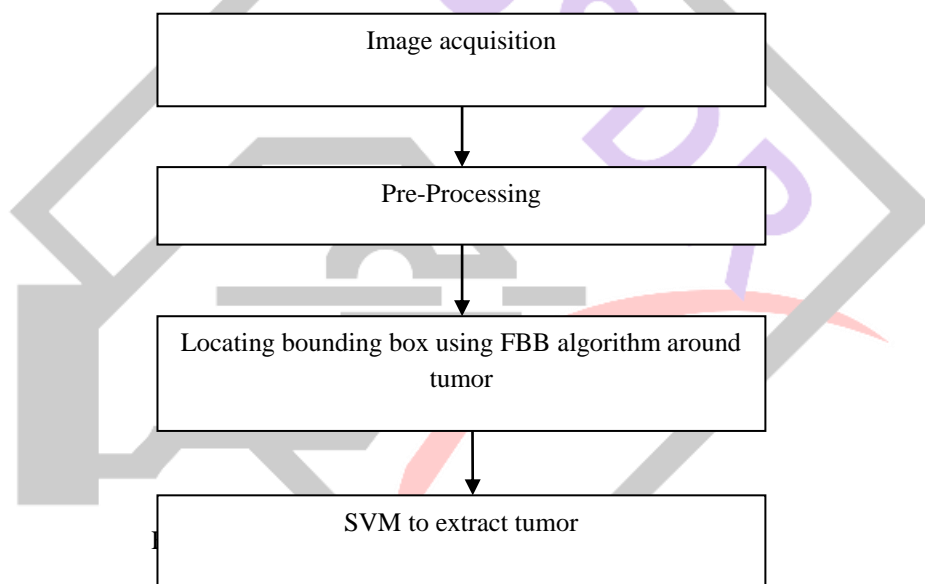 Image acquisition
Pre-Processing
Locating bounding box using FBB algorithm around
tumor
SVM to extract tumor